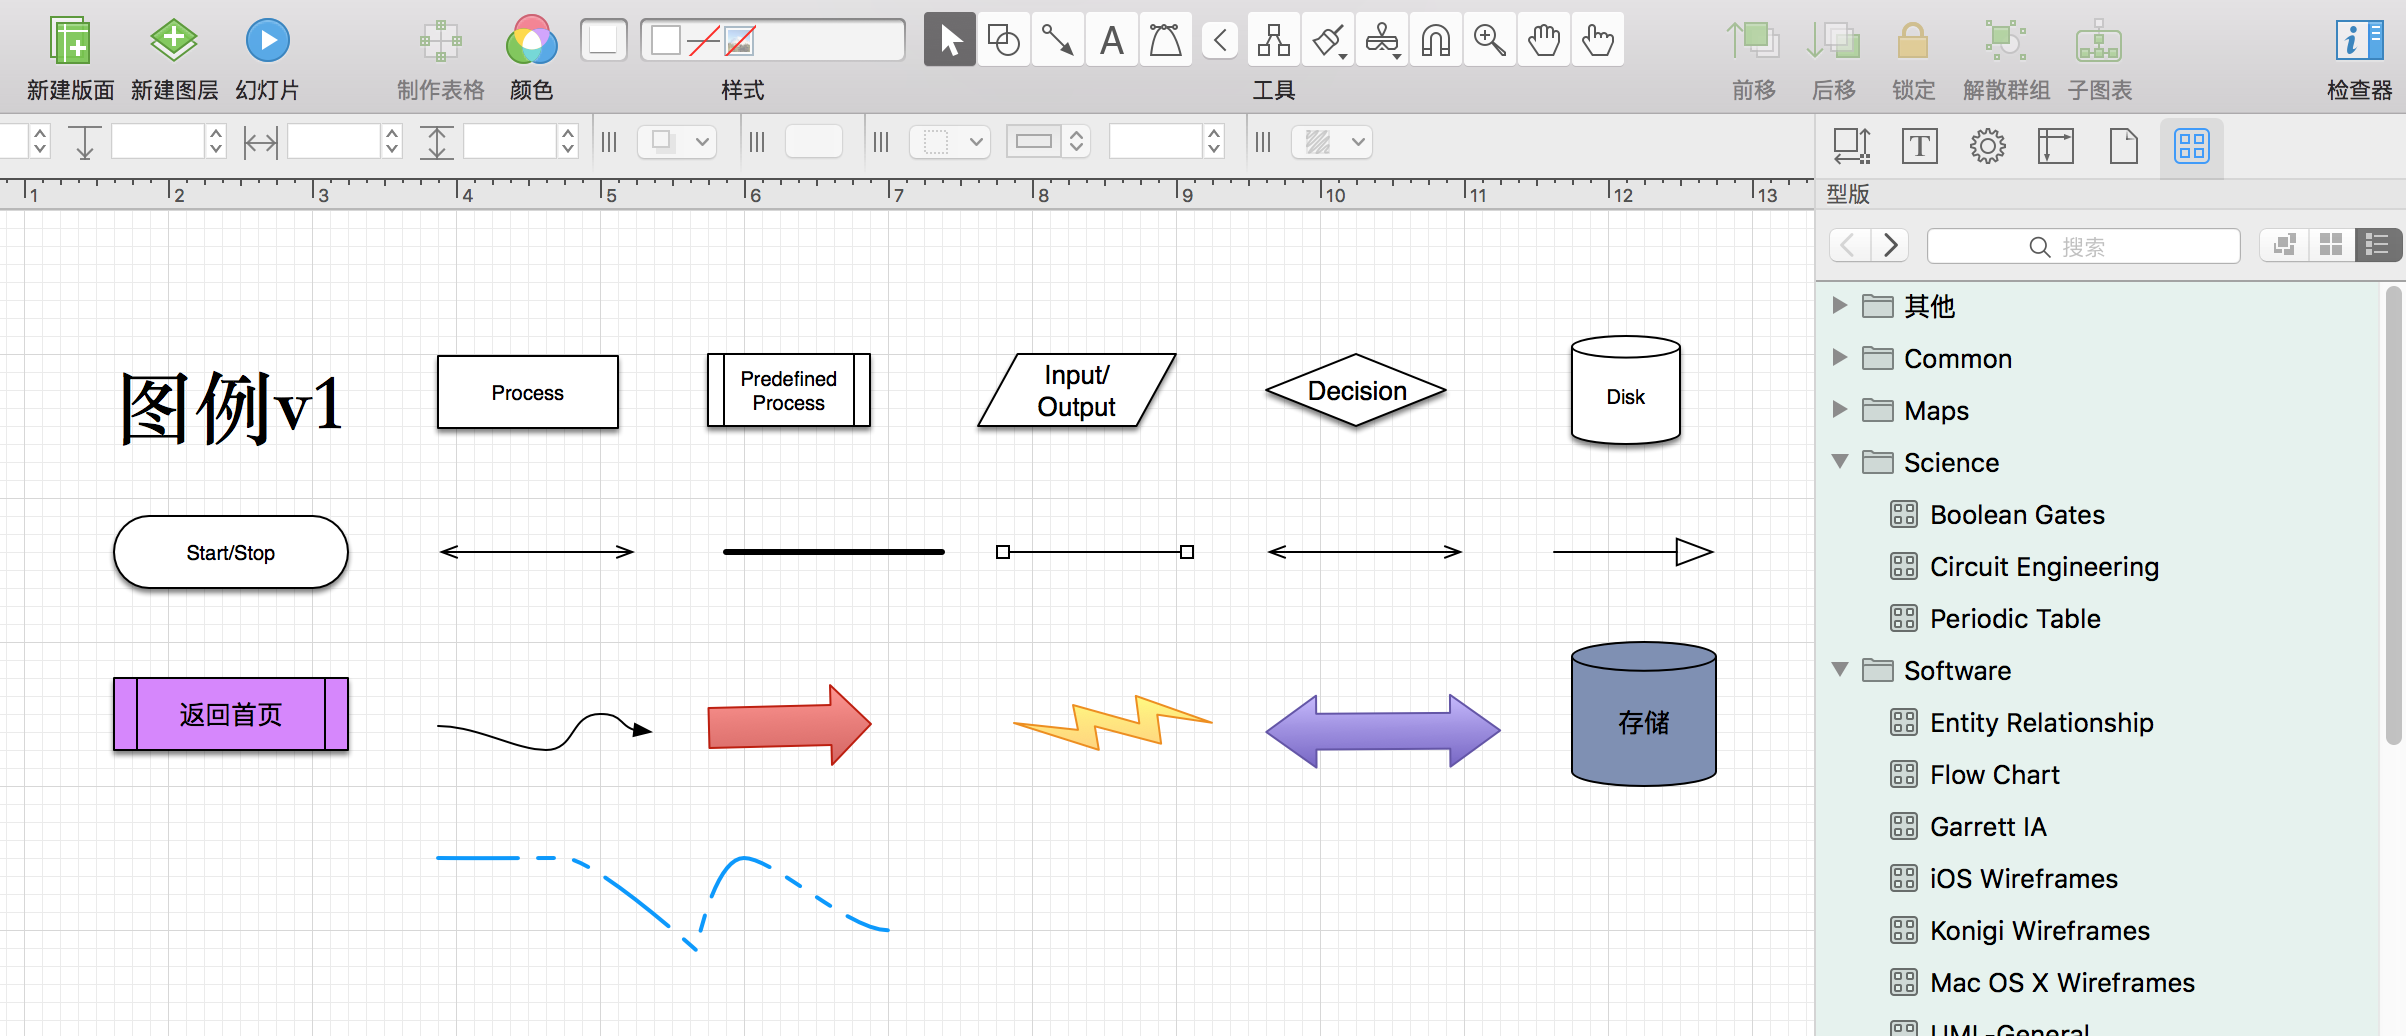 新建版面
新建图层
幻灯片
制作表格
颜色
样式
A
工具
前移
后移
锁定
解散群组
子图表
i
检查器
T
1 2 3 4 5 6 7 8 9 10 11 12 13
型版
搜索
图例v1
Process
Predefined
Process
Input/
Output
Decision
Disk
Start/Stop
返回首页
存储
其他
Common
Maps
Science
Boolean Gates
Circuit Engineering
Periodic Table
Software
Entity Relationship
Flow Chart
Garrett IA
iOS Wireframes
Konigi Wireframes
Mac OS X Wireframes
UML-General